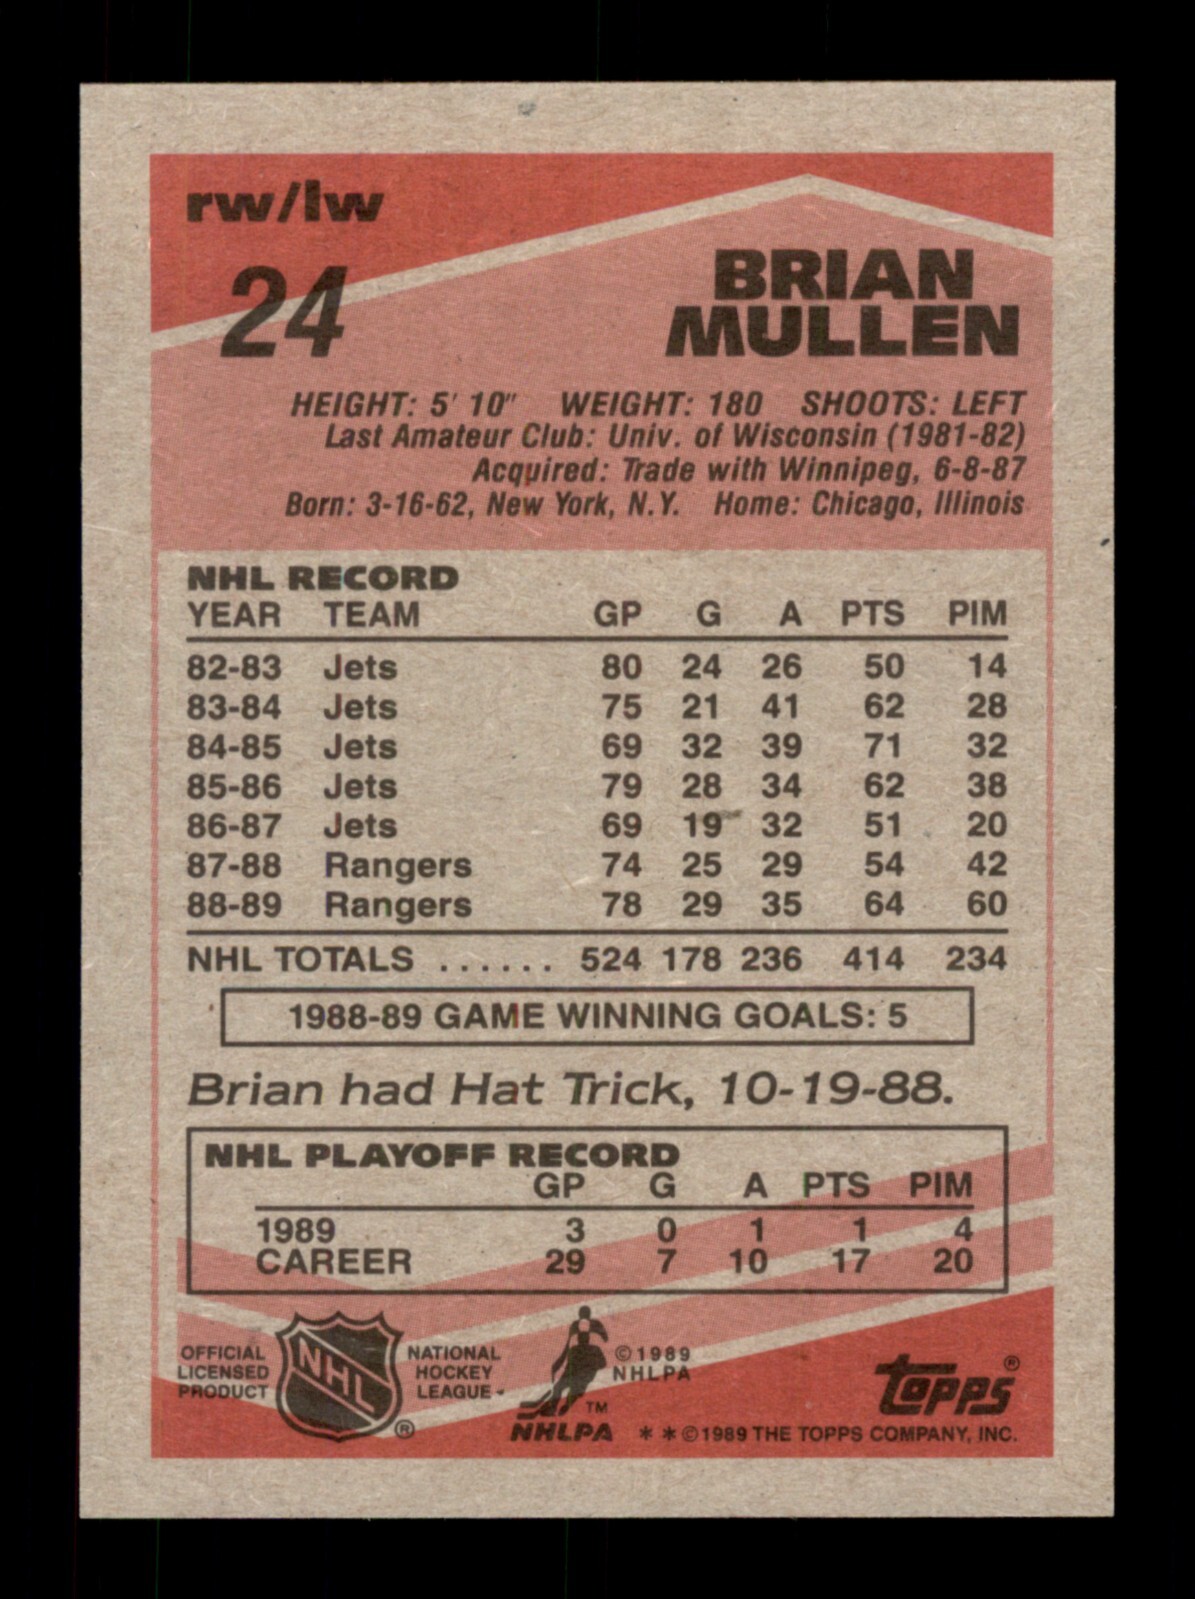 rw/lw
24
BRIAN
MULLEN
HEIGHT: 5' 10" WEIGHT: 180 SHOOTS: LEFT
Last Amateur Club: Univ. of Wisconsin (1981-82)
Acquired: Trade with Winnipeg, 6-8-87
Born: 3-16-62, New York, N.Y. Home: Chicago, Illinois
NHL RECORD
YEAR TEAM GP G A PTS PIM
82-83 Jets 80 24 26 50 14
83-84 Jets 75 21 41 62 28
84-85 Jets 69 32 39 71 32
85-86 Jets 79 28 34 62 38
86-87 Jets 69 19 32 51 20
87-88 Rangers 74 25 29 54 42
88-89 Rangers 78 29 35 64 60
NHL TOTALS ...... 524 178 236 414 234
1988-89 GAME WINNING GOALS: 5
Brian had Hat Trick, 10-19-88.
NHL PLAYOFF RECORD
GP G A PTS PIM
1989 3 0 1 1 4
CAREER 29 7 10 17 20
OFFICIAL
LICENSED
PRODUCT
NHL
®
NATIONAL
HOCKEY
LEAGUE
TM
NHLPA
©1989
NHLPA
topps®
**©1989 THE TOPPS COMPANY, INC.